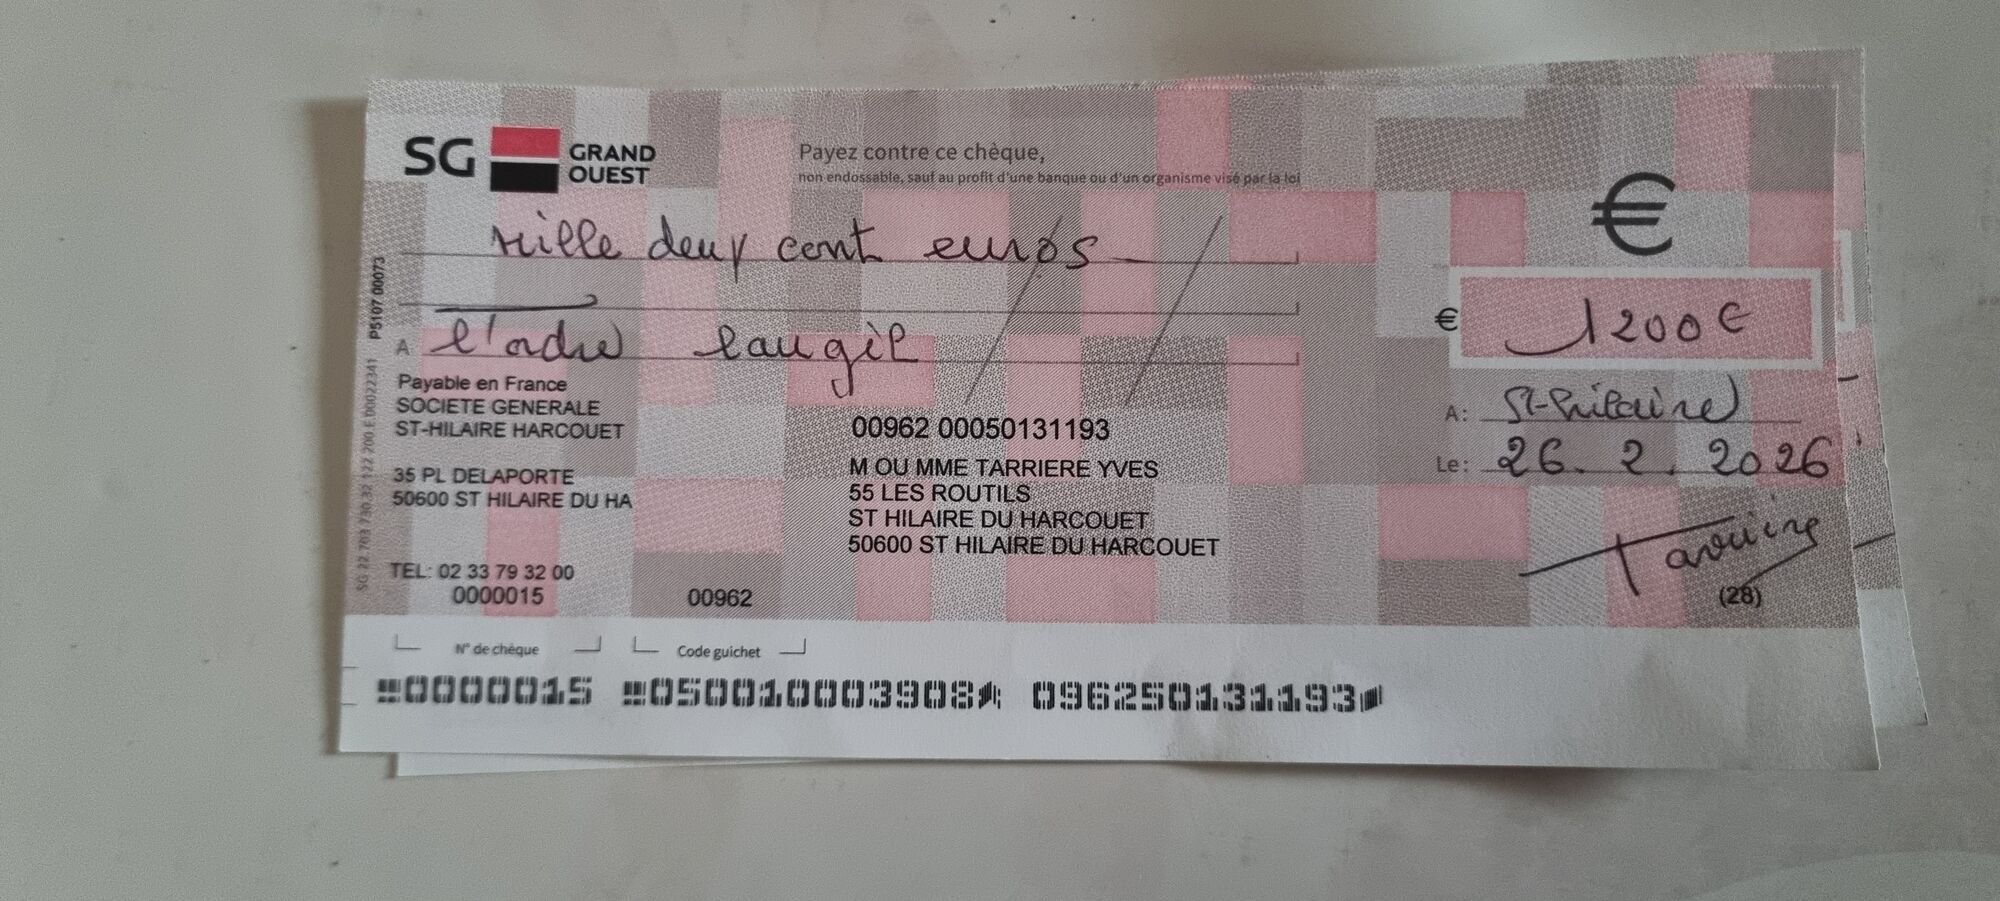 SG GRAND OUEST
Payez contre ce chèque,
non endossable, sauf au profit d'une banque ou d'un organisme visé par la loi
Mille deux cent euros
€
€ 1200 €
A l'ordre laugil
P5107 00073
Payable en France
SOCIETE GENERALE
ST-HILAIRE HARCOUET
35 PL DELAPORTE
50600 ST HILAIRE DU HA
TEL: 02 33 79 32 00
0000015
00962
00962 00050131193
M OU MME TARRIERE YVES
55 LES ROUTILS
ST HILAIRE DU HARCOUET
50600 ST HILAIRE DU HARCOUET
A: St-Hilaire
Le: 26. 2. 2026
Tarrière
(28)
N° de chèque
Code guichet
0000015 050010003908 096250131193